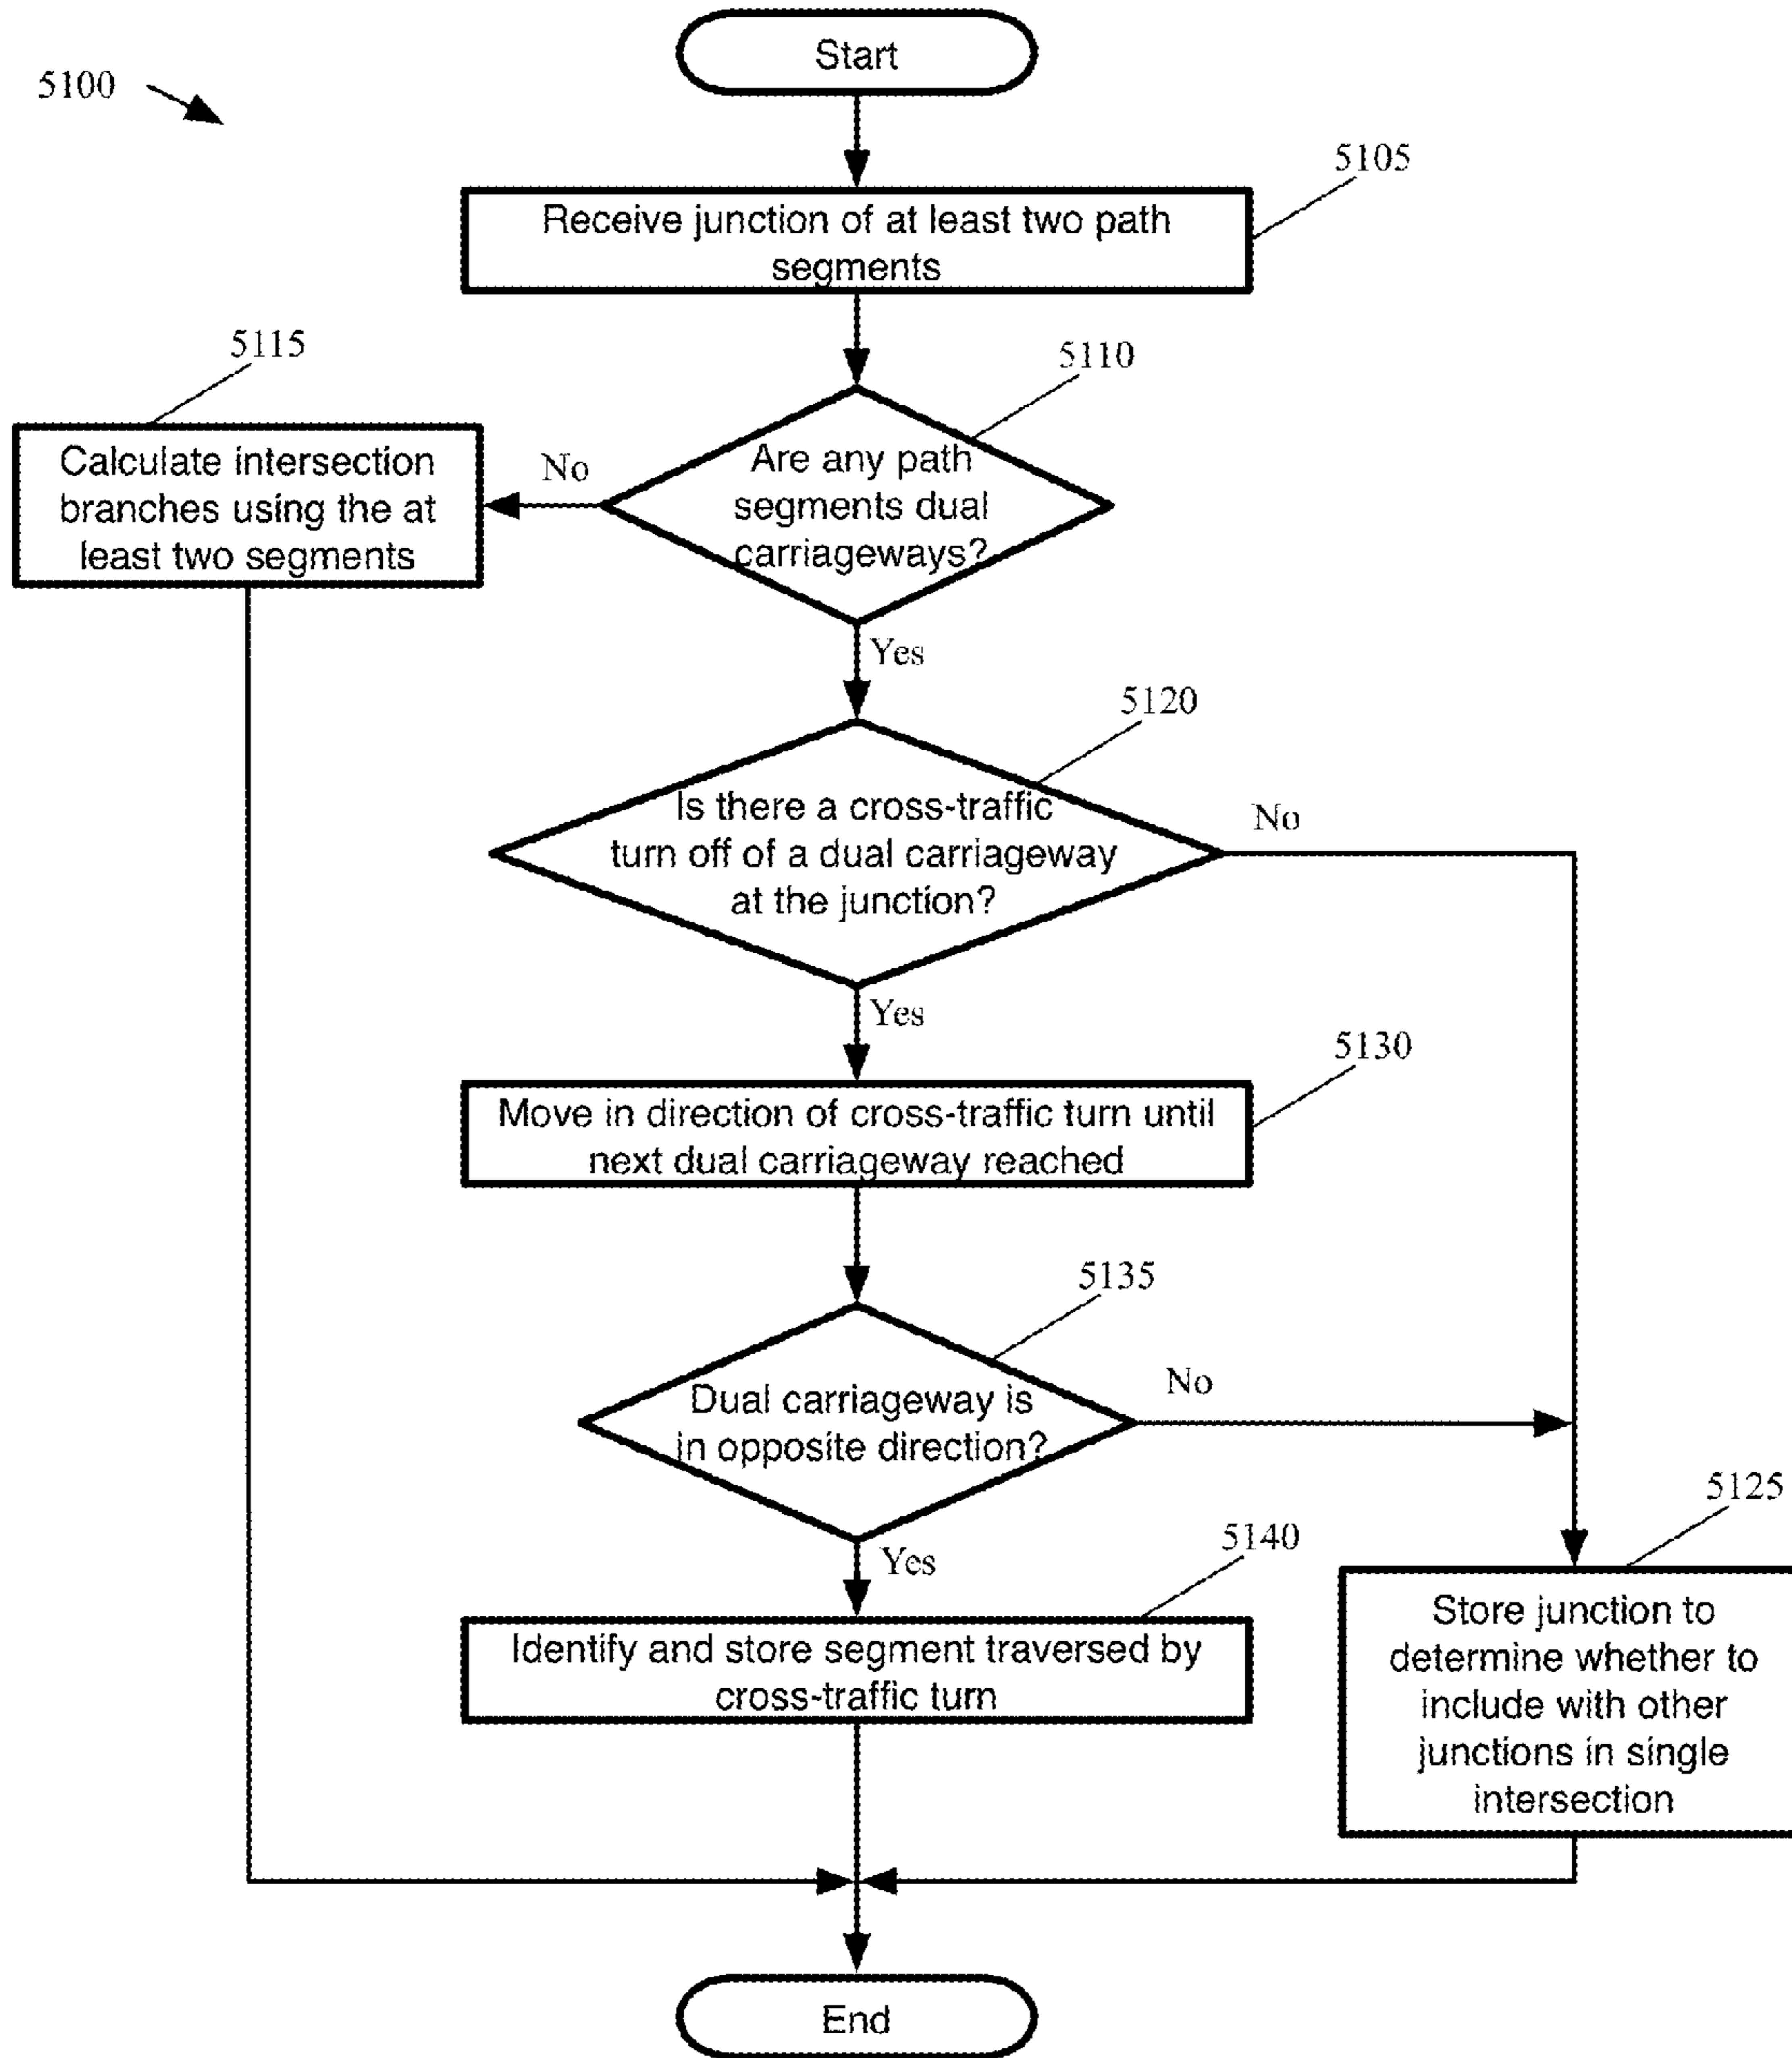 Start
5100
5105
Receive junction of at least two path
segments
5115
5110
Calculate intersection
branches using the at
least two segments
No
Are any path
segments dual
carriageways?
Yes
5120
Is there a cross-traffic
turn off of a dual carriageway
at the junction?
No
Yes
5130
Move in direction of cross-traffic turn until
next dual carriageway reached
5135
Dual carriageway is
in opposite direction?
No
5125
Yes
5140
Identify and store segment traversed by
cross-traffic turn
Store junction to
determine whether to
include with other
junctions in single
intersection
End